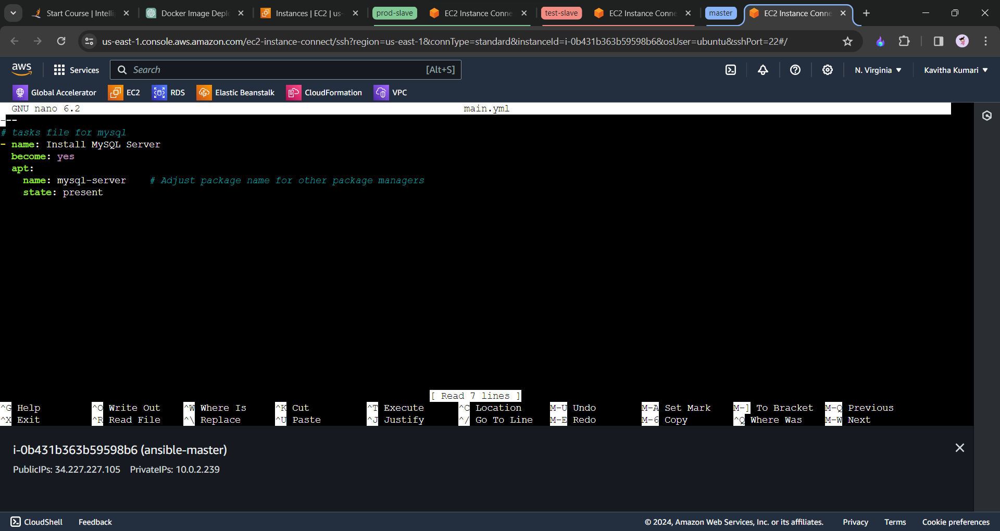 Start Course | Intelli
Docker Image Depl
Instances | EC2 | us-
prod-slave
EC2 Instance Conne
test-slave
EC2 Instance Conne
master
EC2 Instance Conne
us-east-1.console.aws.amazon.com/ec2-instance-connect/ssh?region=us-east-1&connType=standard&instanceId=i-0b431b363b59598b6&osUser=ubuntu&sshPort=22#/
aws
Services
Search
[Alt+S]
N. Virginia
Kavitha Kumari
Global Accelerator
EC2
RDS
Elastic Beanstalk
CloudFormation
VPC
GNU nano 6.2 main.yml
---
# tasks file for mysql
- name: Install MySQL Server
  become: yes
  apt:
    name: mysql-server    # Adjust package name for other package managers
    state: present
[ Read 7 lines ]
^G Help ^O Write Out ^W Where Is ^K Cut ^T Execute ^C Location M-U Undo M-A Set Mark M-] To Bracket M-Q Previous
^X Exit ^R Read File ^\ Replace ^U Paste ^J Justify ^/ Go To Line M-E Redo M-6 Copy ^Q Where Was M-W Next
i-0b431b363b59598b6 (ansible-master)
PublicIPs: 34.227.227.105 PrivateIPs: 10.0.2.239
CloudShell
Feedback
© 2024, Amazon Web Services, Inc. or its affiliates.
Privacy
Terms
Cookie preferences